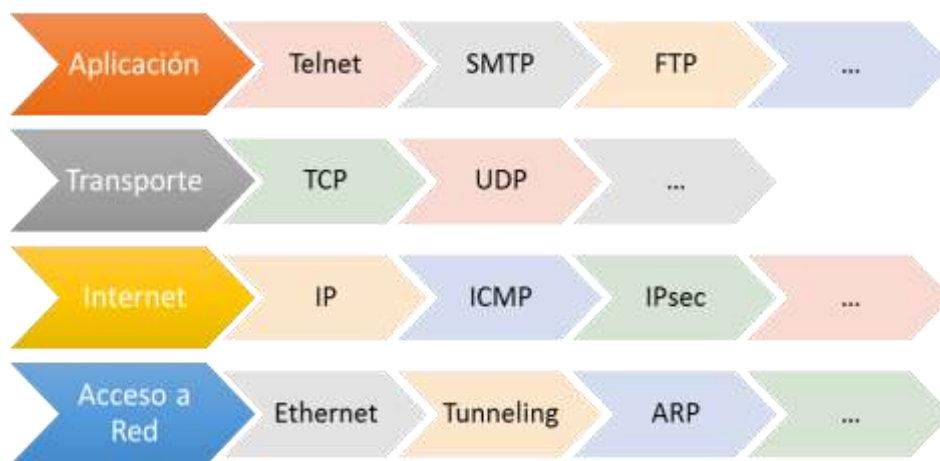 Aplicación Telnet SMTP FTP ...
Transporte TCP UDP ...
Internet IP ICMP IPsec ...
Acceso a
Red Ethernet Tunneling ARP ...